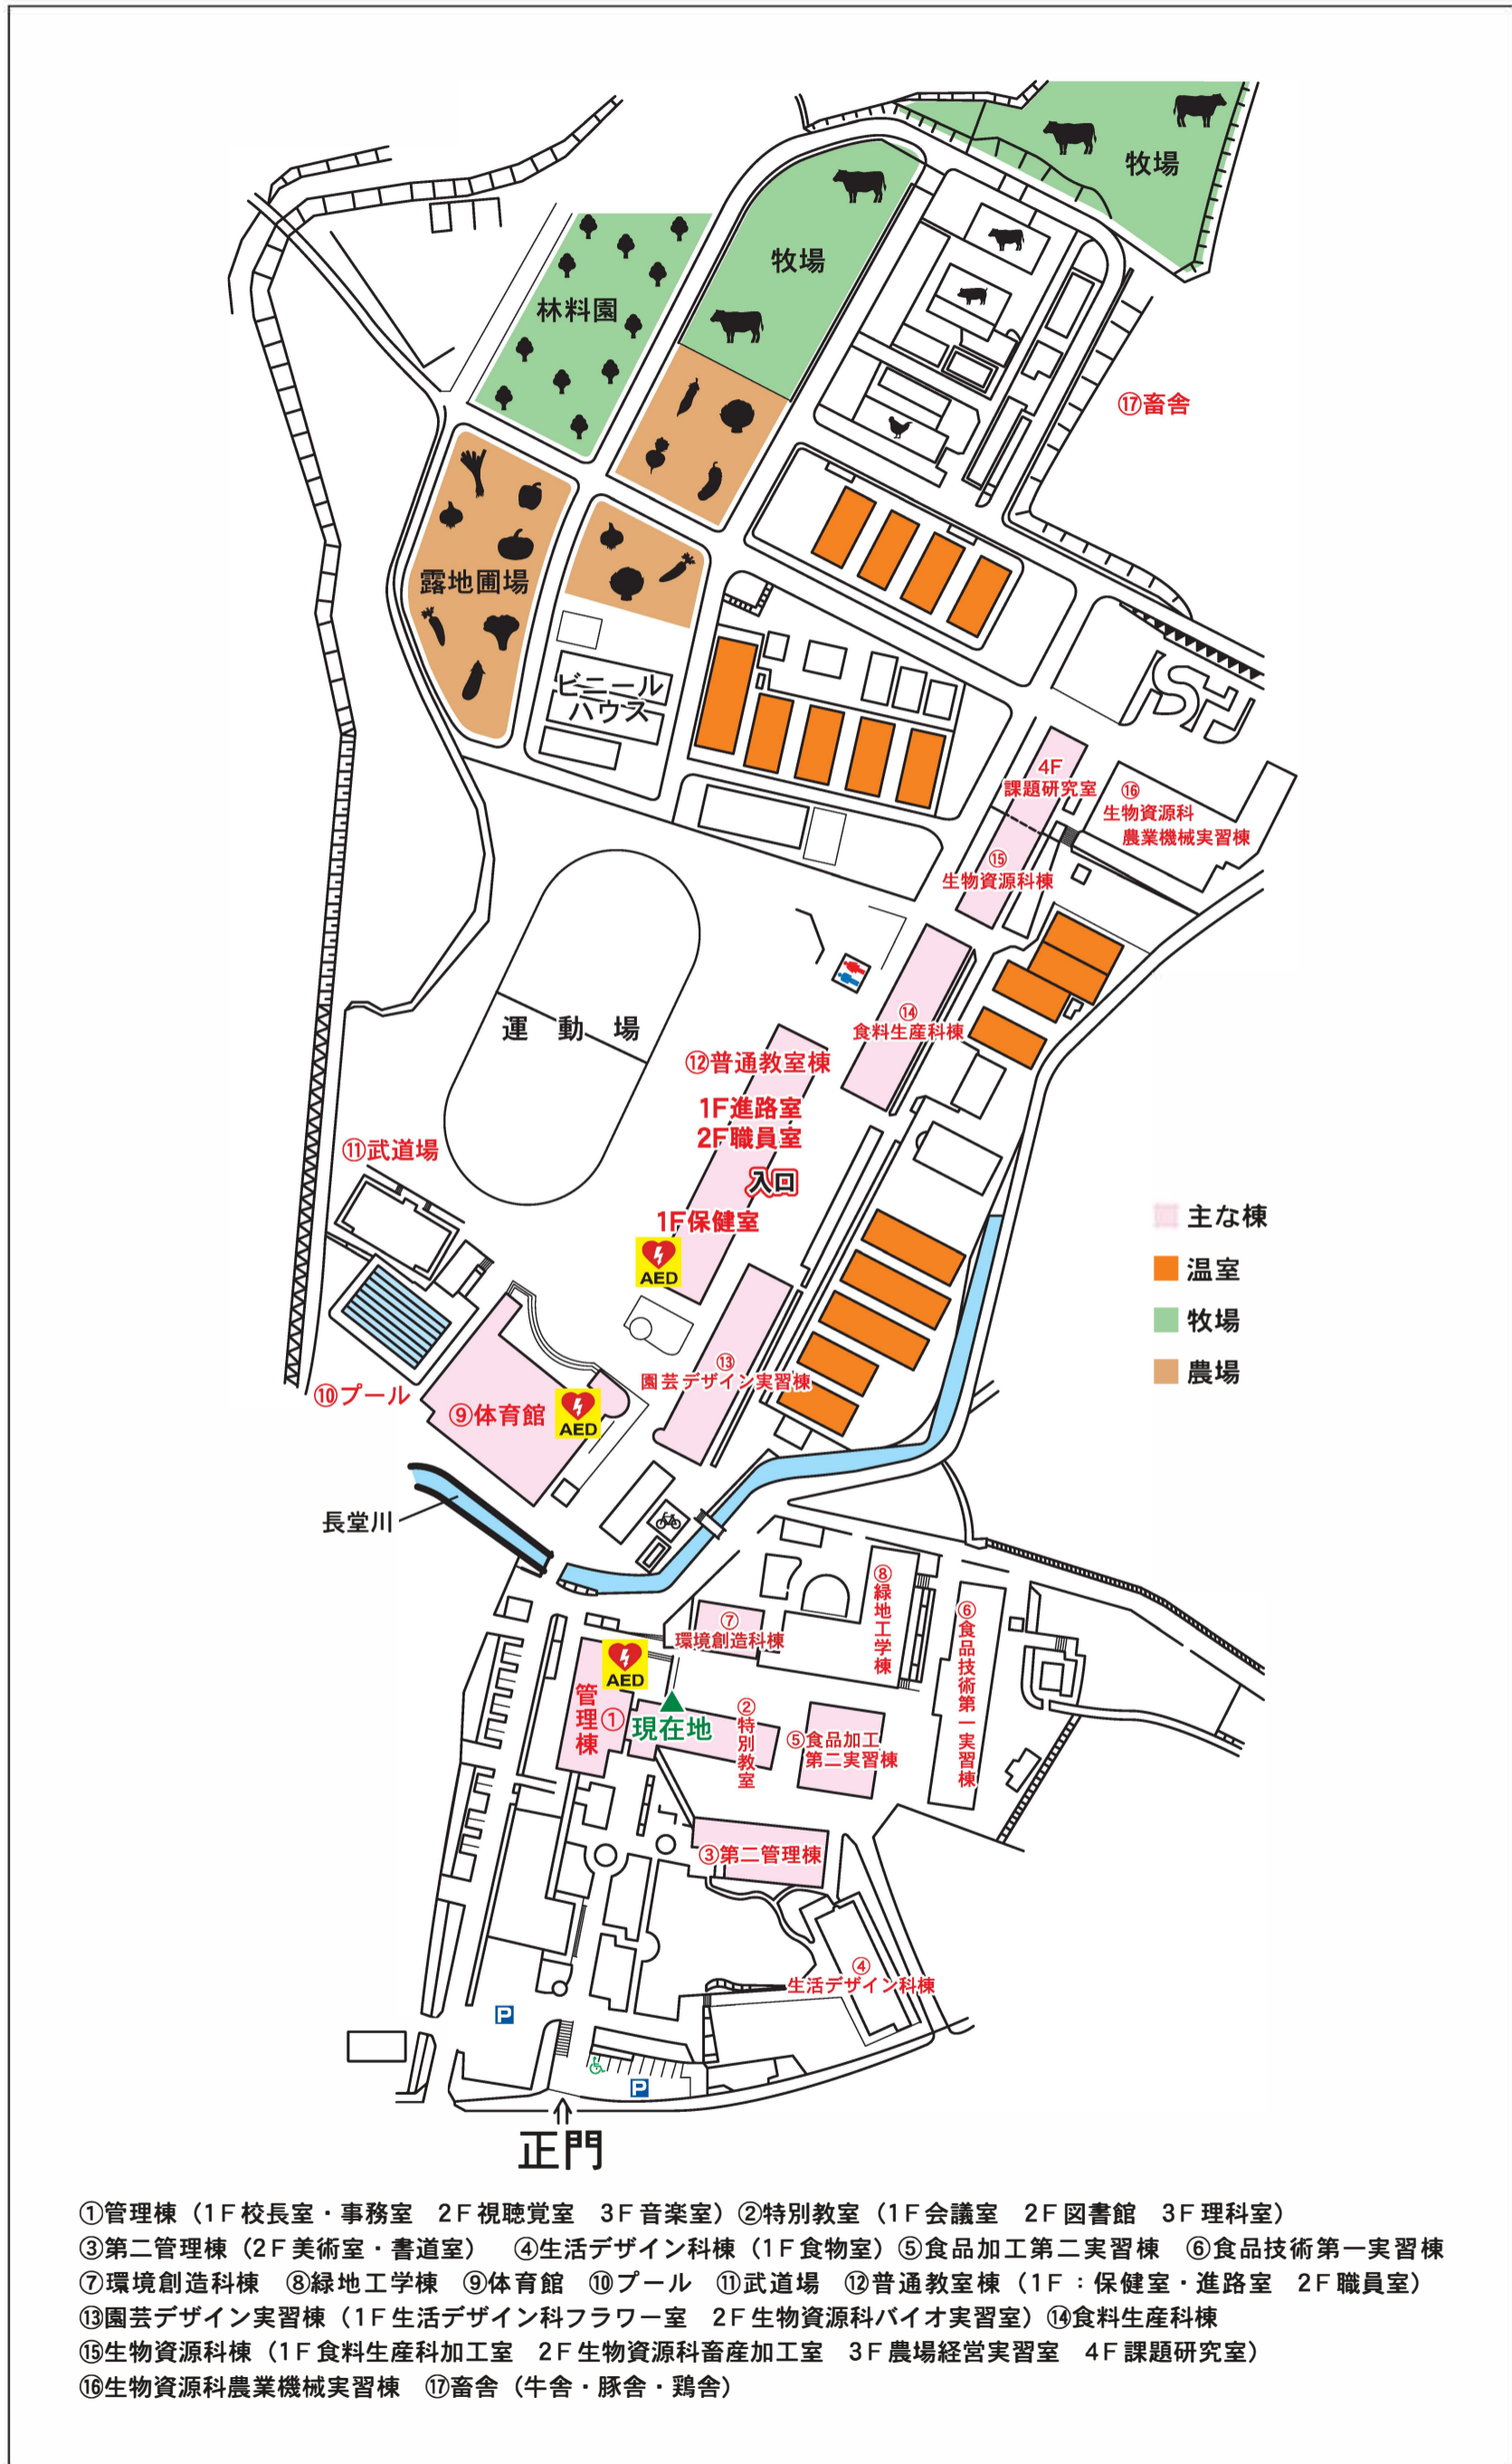 牧場
牧場
林料園
⑰畜舎
露地圃場
ビニール
ハウス
4F
課題研究室
⑯
生物資源科
農業機械実習棟
⑮
生物資源科棟
⑭
食料生産科棟
運動場
⑫普通教室棟
1F進路室
2F職員室
入口
1F保健室
AED
⑪武道場
主な棟
温室
牧場
農場
⑬
園芸デザイン実習棟
⑩プール
⑨体育館
AED
長堂川
⑧緑地工学棟
⑥食品技術第一実習棟
⑦
環境創造科棟
AED
管理棟①
現在地
②特別教室
⑤食品加工
第二実習棟
③第二管理棟
④
生活デザイン科棟
P
P
正門
①管理棟（1F校長室・事務室　2F視聴覚室　3F音楽室）②特別教室（1F会議室　2F図書館　3F理科室）
③第二管理棟（2F美術室・書道室）　④生活デザイン科棟（1F食物室）⑤食品加工第二実習棟　⑥食品技術第一実習棟
⑦環境創造科棟　⑧緑地工学棟　⑨体育館　⑩プール　⑪武道場　⑫普通教室棟（1F：保健室・進路室　2F職員室）
⑬園芸デザイン実習棟（1F生活デザイン科フラワー室　2F生物資源科バイオ実習室）⑭食料生産科棟
⑮生物資源科棟（1F食料生産科加工室　2F生物資源科畜産加工室　3F農場経営実習室　4F課題研究室）
⑯生物資源科農業機械実習棟　⑰畜舎（牛舎・豚舎・鶏舎）